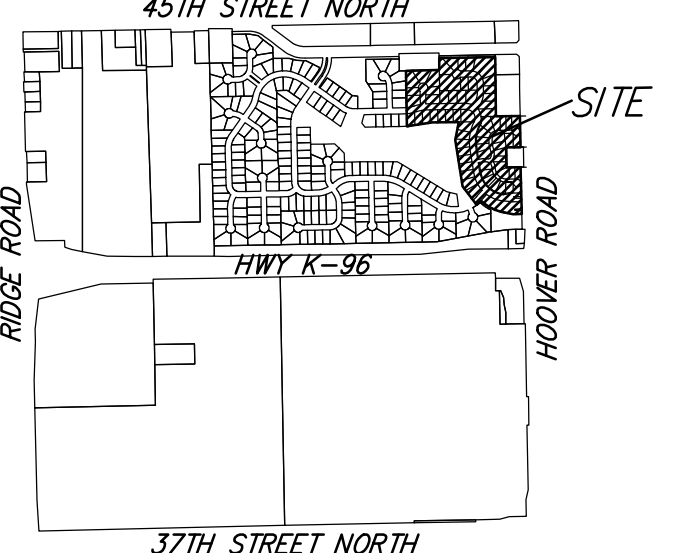 45TH STREET NORTH
SITE
RIDGE ROAD
HOOVER ROAD
HWY K-96
37TH STREET NORTH